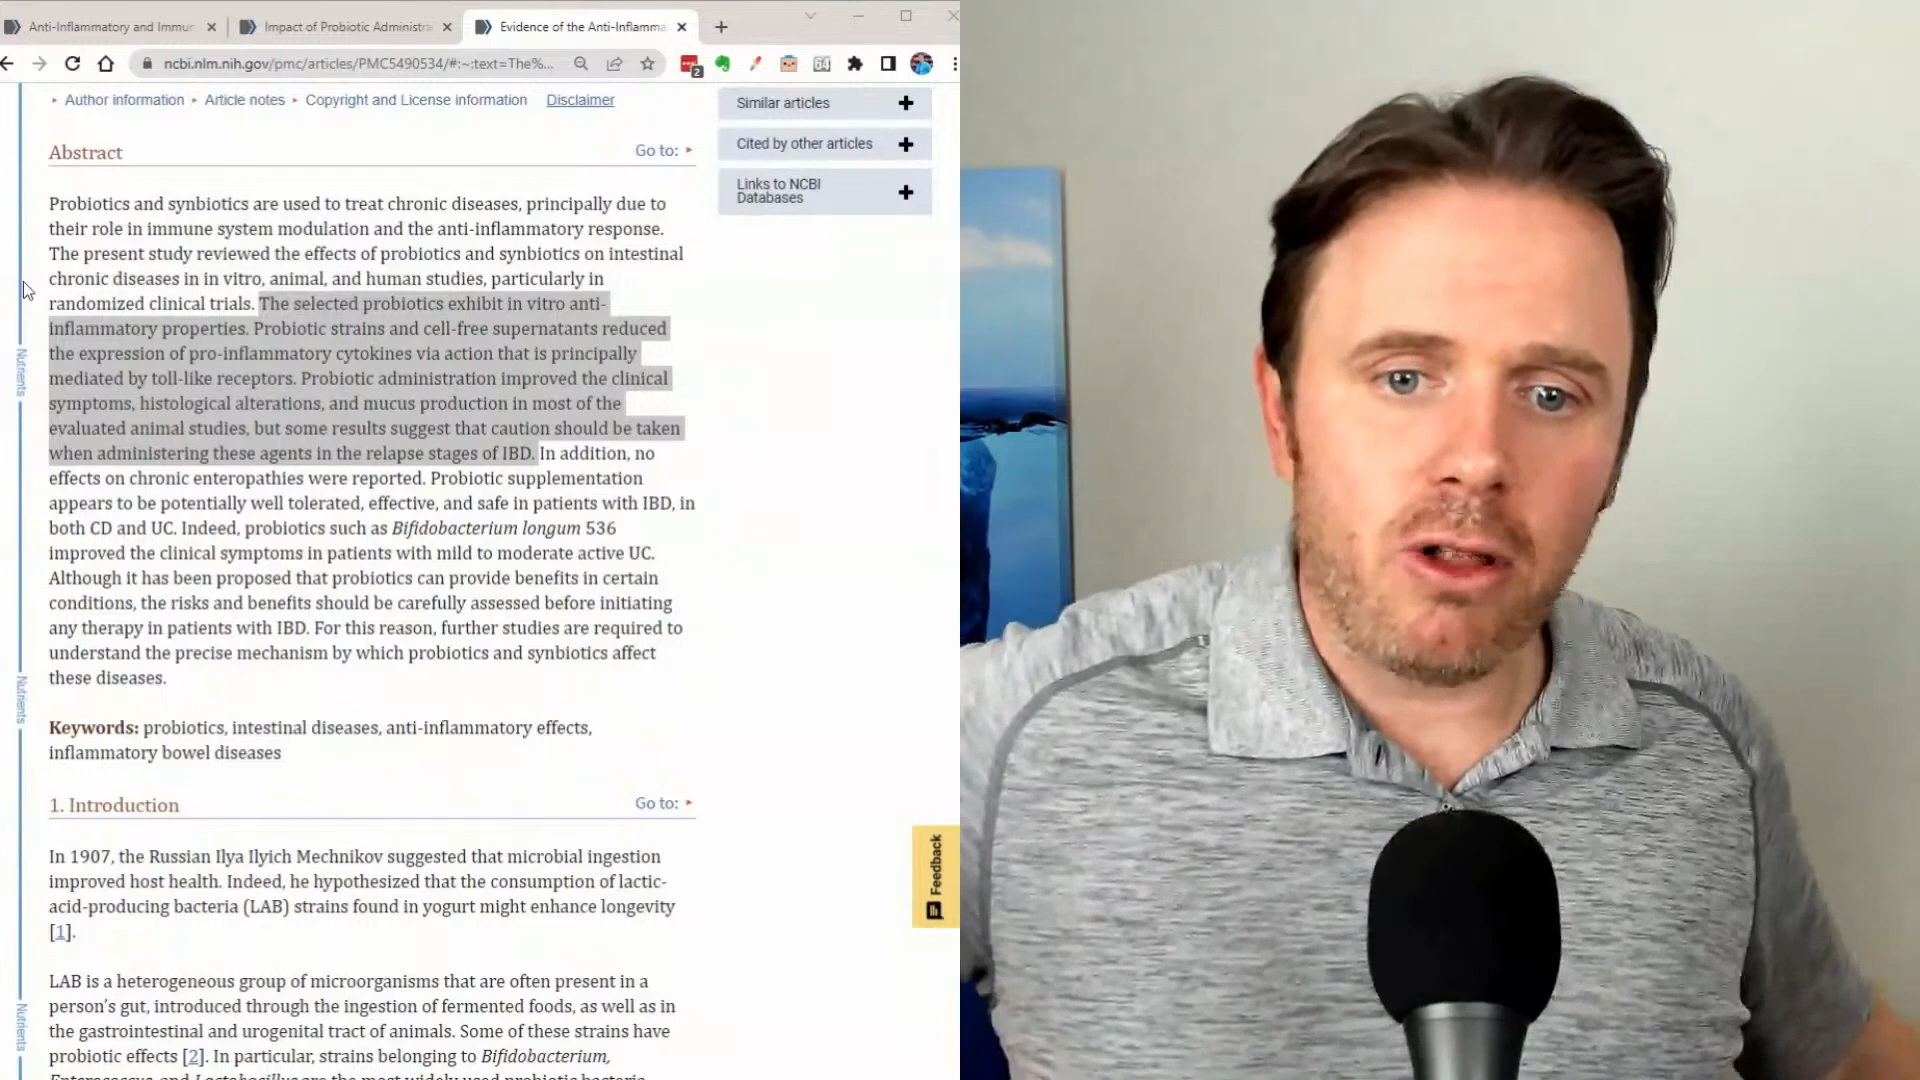 Anti-Inflammatory and Immun
Impact of Probiotic Administra
Evidence of the Anti-Inflamma
ncbi.nlm.nih.gov/pmc/articles/PMC5490534/#:~:text=The%...
2
Author information
Article notes
Copyright and License information
Disclaimer
Similar articles
Cited by other articles
Links to NCBI
Databases
Abstract
Go to:
Probiotics and synbiotics are used to treat chronic diseases, principally due to
their role in immune system modulation and the anti-inflammatory response.
The present study reviewed the effects of probiotics and synbiotics on intestinal
chronic diseases in in vitro, animal, and human studies, particularly in
randomized clinical trials. The selected probiotics exhibit in vitro anti-
inflammatory properties. Probiotic strains and cell-free supernatants reduced
the expression of pro-inflammatory cytokines via action that is principally
mediated by toll-like receptors. Probiotic administration improved the clinical
symptoms, histological alterations, and mucus production in most of the
evaluated animal studies, but some results suggest that caution should be taken
when administering these agents in the relapse stages of IBD. In addition, no
effects on chronic enteropathies were reported. Probiotic supplementation
appears to be potentially well tolerated, effective, and safe in patients with IBD, in
both CD and UC. Indeed, probiotics such as Bifidobacterium longum 536
improved the clinical symptoms in patients with mild to moderate active UC.
Although it has been proposed that probiotics can provide benefits in certain
conditions, the risks and benefits should be carefully assessed before initiating
any therapy in patients with IBD. For this reason, further studies are required to
understand the precise mechanism by which probiotics and synbiotics affect
these diseases.
Keywords: probiotics, intestinal diseases, anti-inflammatory effects,
inflammatory bowel diseases
1. Introduction
Go to:
In 1907, the Russian Ilya Ilyich Mechnikov suggested that microbial ingestion
improved host health. Indeed, he hypothesized that the consumption of lactic-
acid-producing bacteria (LAB) strains found in yogurt might enhance longevity
[1].
LAB is a heterogeneous group of microorganisms that are often present in a
person's gut, introduced through the ingestion of fermented foods, as well as in
the gastrointestinal and urogenital tract of animals. Some of these strains have
probiotic effects [2]. In particular, strains belonging to Bifidobacterium,
Enterococcus, and Lactobacillus are the most widely used probiotic bacteria
Nutrients
Nutrients
Nutrients
Feedback